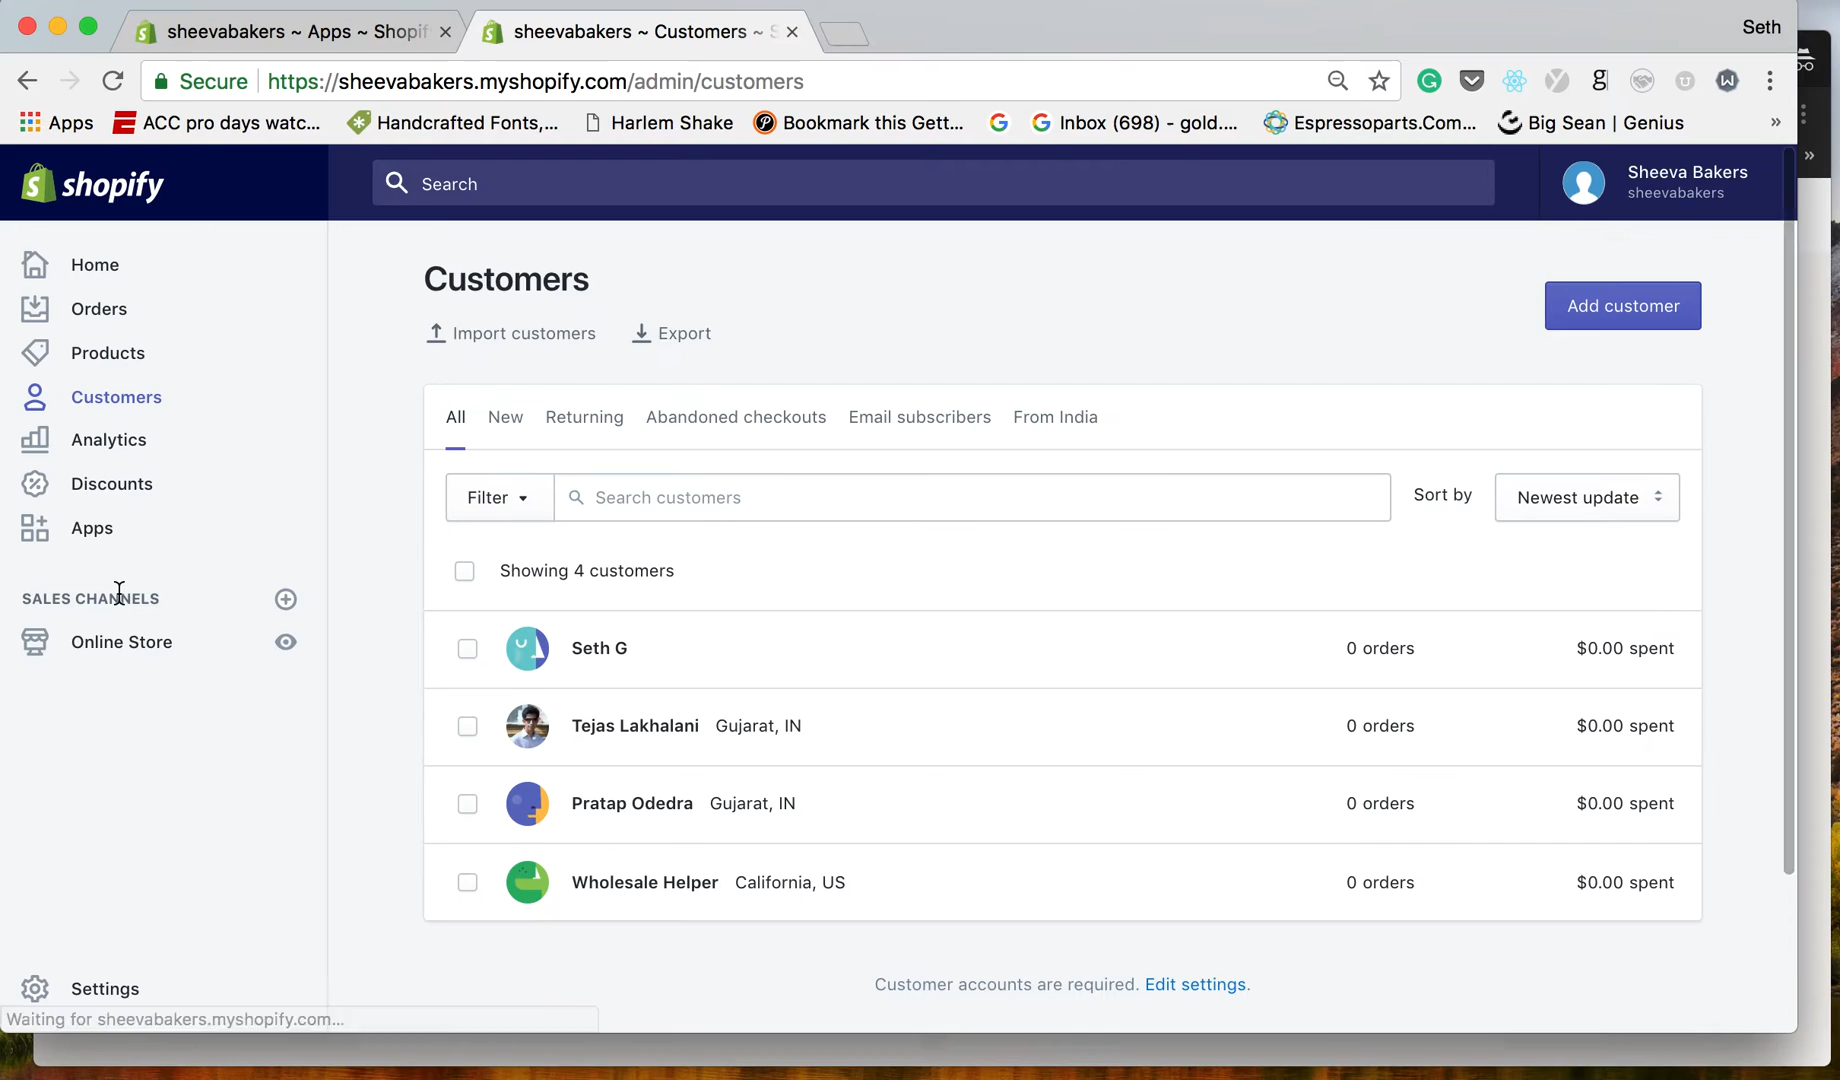 sheevabakers ~ Apps ~ Shopif
sheevabakers ~ Customers ~ S
Seth
Secure
https://sheevabakers.myshopify.com/admin/customers
Apps
ACC pro days watc...
Handcrafted Fonts,...
Harlem Shake
Bookmark this Gett...
Inbox (698) - gold....
Espressoparts.Com...
Big Sean | Genius
»
»
shopify
Search
Sheeva Bakers
sheevabakers
Home
Orders
Products
Customers
Analytics
Discounts
Apps
SALES CHANNELS
Online Store
Settings
Waiting for sheevabakers.myshopify.com...
Customers
Import customers
Export
Add customer
All
New
Returning
Abandoned checkouts
Email subscribers
From India
Filter
Search customers
Sort by
Newest update
Showing 4 customers
Seth G
0 orders
$0.00 spent
Tejas Lakhalani Gujarat, IN
0 orders
$0.00 spent
Pratap Odedra Gujarat, IN
0 orders
$0.00 spent
Wholesale Helper California, US
0 orders
$0.00 spent
Customer accounts are required. Edit settings.